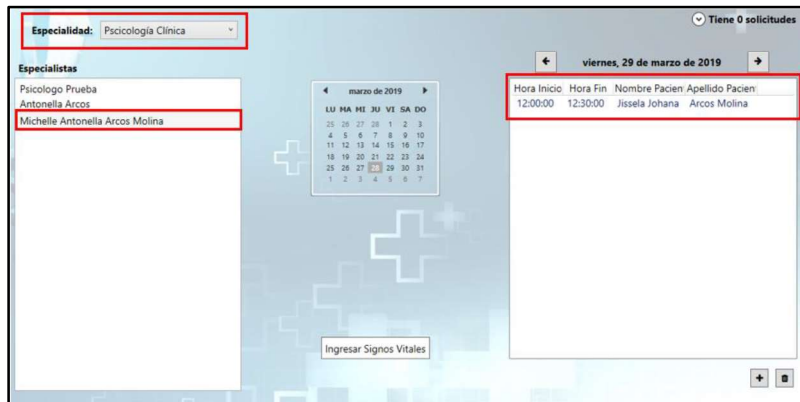 Tiene 0 solicitudes
Especialidad: Pscicología Clínica
Especialistas
Psicologo Prueba
Antonella Arcos
Michelle Antonella Arcos Molina
marzo de 2019
LU MA MI JU VI SA DO
25 26 27 28 1 2 3
4 5 6 7 8 9 10
11 12 13 14 15 16 17
18 19 20 21 22 23 24
25 26 27 28 29 30 31
1 2 3 4 5 6 7
Ingresar Signos Vitales
viernes, 29 de marzo de 2019
Hora Inicio Hora Fin Nombre Pacien Apellido Pacien
12:00:00 12:30:00 Jissela Johana Arcos Molina